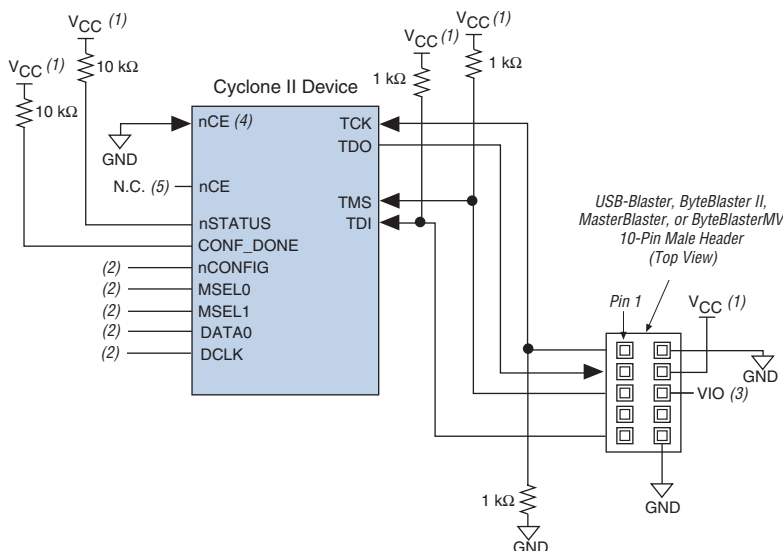 VCC (1)
VCC (1)
10 kΩ
10 kΩ
VCC (1)
VCC (1)
1 kΩ
1 kΩ
Cyclone II Device
nCE (4)
GND
N.C. (5)
nCE
nSTATUS
CONF_DONE
(2) nCONFIG
(2) MSEL0
(2) MSEL1
(2) DATA0
(2) DCLK
TCK
TDO
TMS
TDI
USB-Blaster, ByteBlaster II,
MasterBlaster, or ByteBlasterMV
10-Pin Male Header
(Top View)
Pin 1
VCC (1)
GND
VIO (3)
GND
1 kΩ
GND